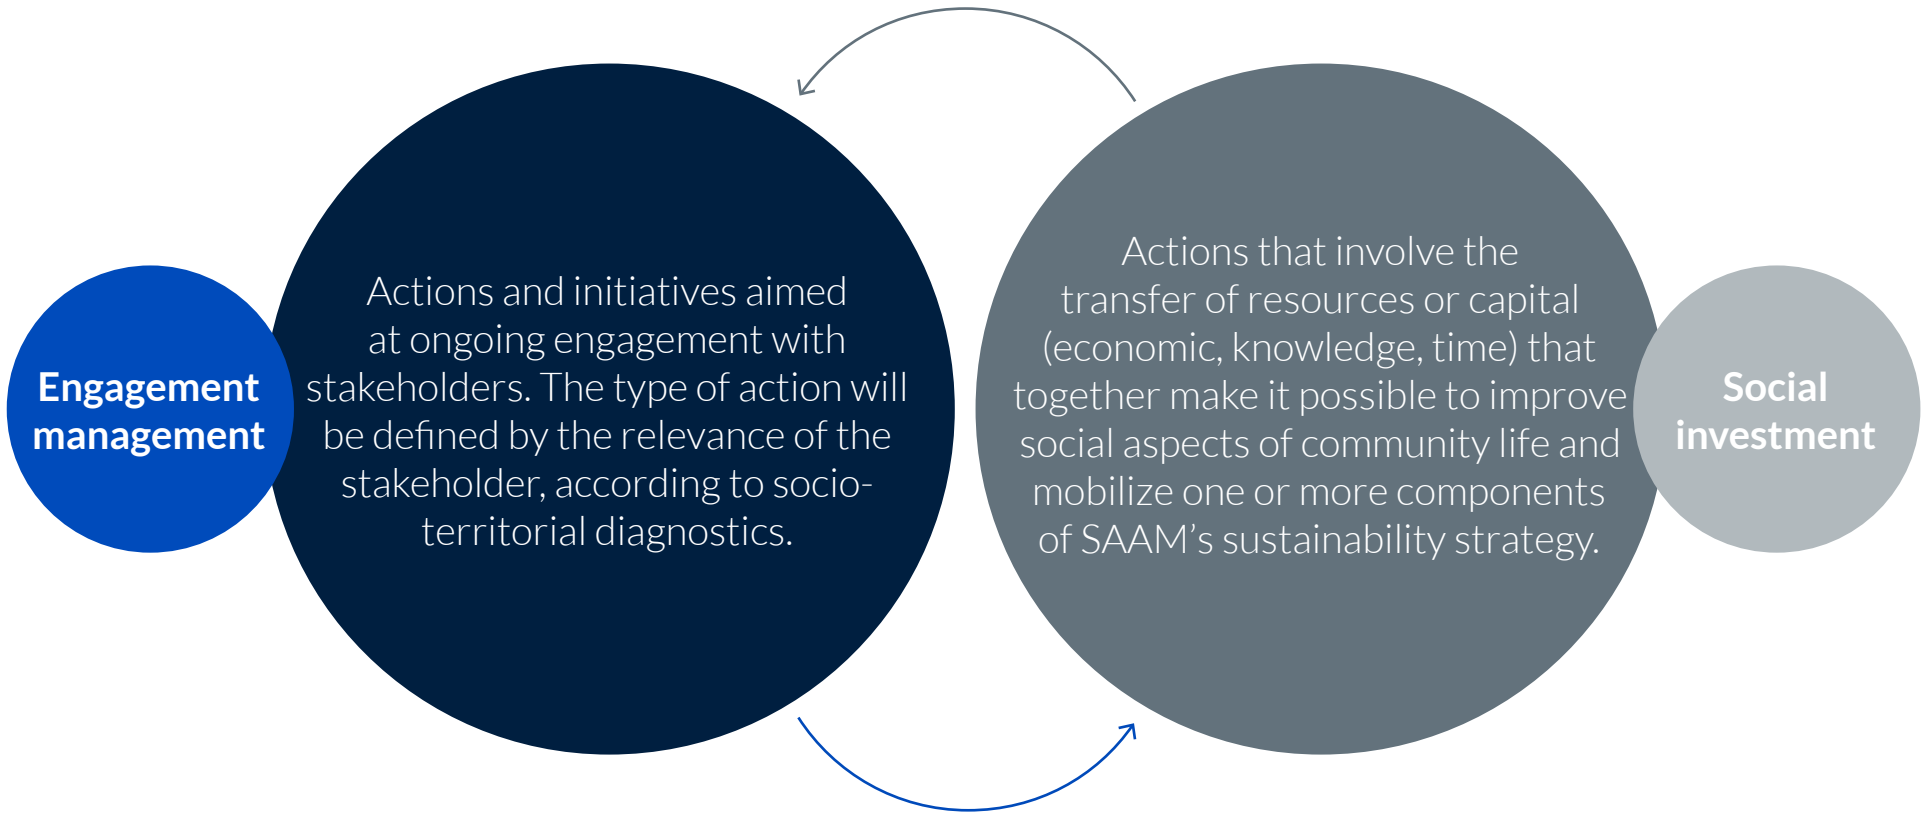 Engagement
management
Actions and initiatives aimed
at ongoing engagement with
stakeholders. The type of action will
be defined by the relevance of the
stakeholder, according to socio-
territorial diagnostics.
Actions that involve the
transfer of resources or capital
(economic, knowledge, time) that
together make it possible to improve
social aspects of community life and
mobilize one or more components
of SAAM’s sustainability strategy.
Social
investment